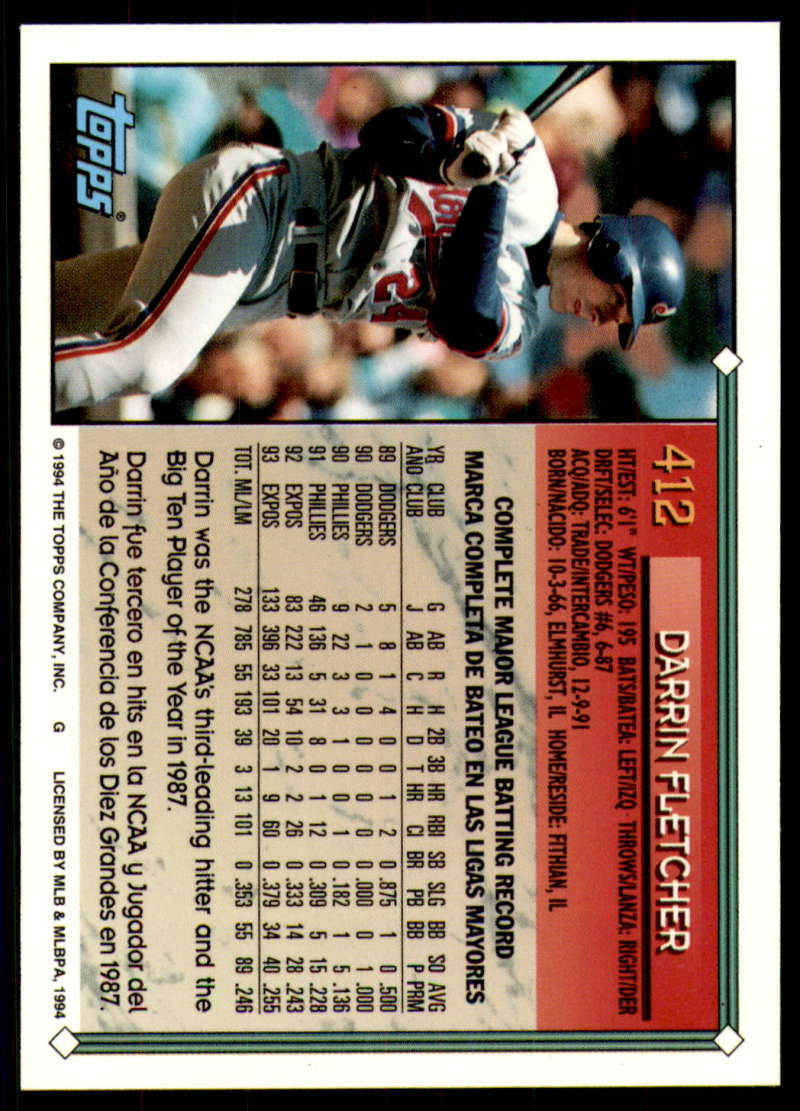 topps®
24
412
DARRIN FLETCHER
HT/EST: 6'1" WT/PESO: 195 BATS/BATEA: LEFT/IZQ THROWS/LANZA: RIGHT/DER
DRFT/SELEC: DODGERS #6, 6-87
ACQ/ADQ: TRADE/INTERCAMBIO, 12-9-91
BORN/NACDO: 10-3-66, ELMHURST, IL HOME/RESIDE: FITHIAN, IL
COMPLETE MAJOR LEAGUE BATTING RECORD
MARCA COMPLETA DE BATEO EN LAS LIGAS MAYORES
YR CLUB G AB R H 2B 3B HR RBI SB SLG BB SO AVG
ANO CLUB J AB C H D T HR CI BR PB BB P PRM
89 DODGERS 5 8 1 4 0 0 1 2 0 .875 1 0 .500
90 DODGERS 2 1 0 0 0 0 0 0 0 .000 0 1 .000
90 PHILLIES 9 22 3 3 1 0 0 1 0 .182 1 5 .136
91 PHILLIES 46 136 5 31 8 0 1 12 0 .309 5 15 .228
92 EXPOS 83 222 13 54 10 2 2 26 0 .333 14 28 .243
93 EXPOS 133 396 33 101 20 1 9 60 0 .379 34 40 .255
TOT. ML/LM 278 785 55 193 39 3 13 101 0 .353 55 89 .246
Darrin was the NCAA's third-leading hitter and the
Big Ten Player of the Year in 1987.
Darrin fue tercero en hits en la NCAA y Jugador del
Año de la Conferencia de los Diez Grandes en 1987.
© 1994 THE TOPPS COMPANY, INC. G LICENSED BY MLB & MLBPA, 1994